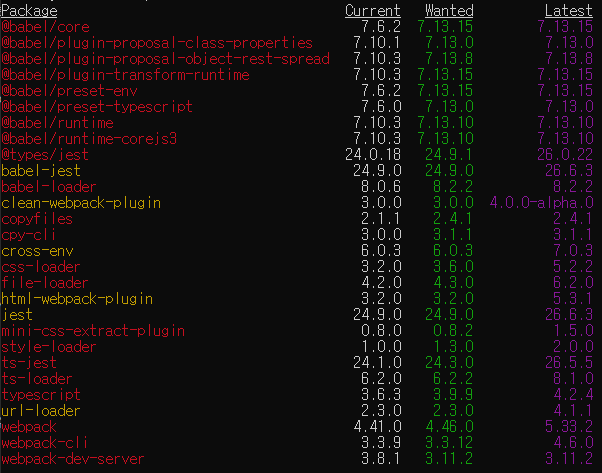 Package Current Wanted Latest
@babel/core 7.6.2 7.13.15 7.13.15
@babel/plugin-proposal-class-properties 7.10.1 7.13.0 7.13.0
@babel/plugin-proposal-object-rest-spread 7.10.3 7.13.8 7.13.8
@babel/plugin-transform-runtime 7.10.3 7.13.15 7.13.15
@babel/preset-env 7.6.2 7.13.15 7.13.15
@babel/preset-typescript 7.6.0 7.13.0 7.13.0
@babel/runtime 7.10.3 7.13.10 7.13.10
@babel/runtime-corejs3 7.10.3 7.13.10 7.13.10
@types/jest 24.0.18 24.9.1 26.0.22
babel-jest 24.9.0 24.9.0 26.6.3
babel-loader 8.0.6 8.2.2 8.2.2
clean-webpack-plugin 3.0.0 3.0.0 4.0.0-alpha.0
copyfiles 2.1.1 2.4.1 2.4.1
cpy-cli 3.0.0 3.1.1 3.1.1
cross-env 6.0.3 6.0.3 7.0.3
css-loader 3.2.0 3.6.0 5.2.2
file-loader 4.2.0 4.3.0 6.2.0
html-webpack-plugin 3.2.0 3.2.0 5.3.1
jest 24.9.0 24.9.0 26.6.3
mini-css-extract-plugin 0.8.0 0.8.2 1.5.0
style-loader 1.0.0 1.3.0 2.0.0
ts-jest 24.1.0 24.3.0 26.5.5
ts-loader 6.2.0 6.2.2 8.1.0
typescript 3.6.3 3.9.9 4.2.4
url-loader 2.3.0 2.3.0 4.1.1
webpack 4.41.0 4.46.0 5.33.2
webpack-cli 3.3.9 3.3.12 4.6.0
webpack-dev-server 3.8.1 3.11.2 3.11.2